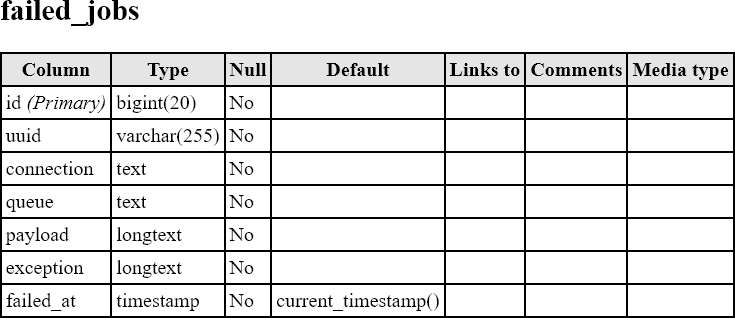 failed_jobs
Column Type Null Default Links to Comments Media type
id (Primary) bigint(20) No
uuid varchar(255) No
connection text No
queue text No
payload longtext No
exception longtext No
failed_at timestamp No current_timestamp()